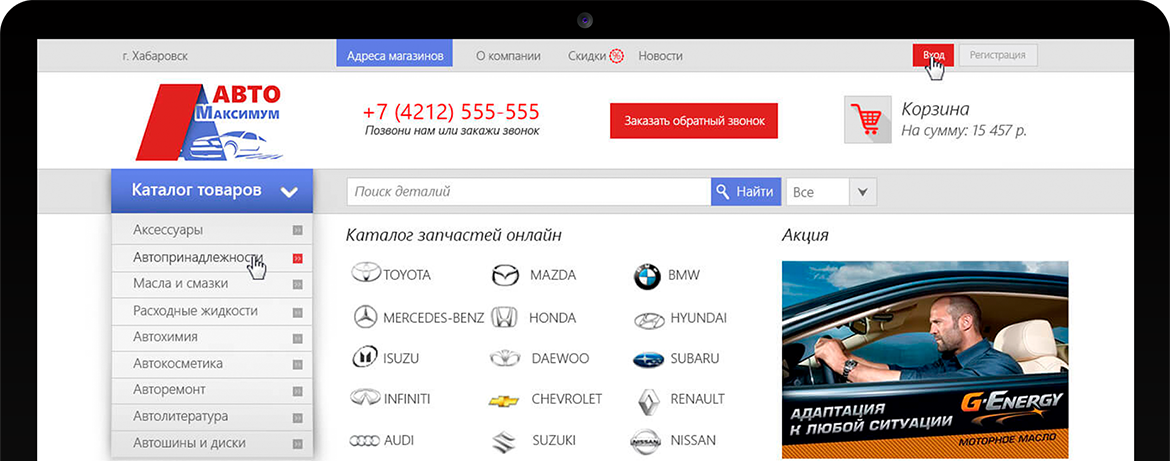 г. Хабаровск
Адреса магазинов
О компании
Скидки %
Новости
Вход
Регистрация
АВТО
МАКСИМУМ
+7 (4212) 555-555
Позвони нам или закажи звонок
Заказать обратный звонок
Корзина
На сумму: 15 457 р.
Каталог товаров
Поиск деталий
Найти
Все
Аксессуары
Автопринадлежности
Масла и смазки
Расходные жидкости
Автохимия
Автокосметика
Авторемонт
Автолитература
Автошины и диски
Каталог запчастей онлайн
TOYOTA
MAZDA
BMW
MERCEDES-BENZ
HONDA
HYUNDAI
ISUZU
DAEWOO
SUBARU
INFINITI
CHEVROLET
RENAULT
AUDI
SUZUKI
NISSAN
Акция
АДАПТАЦИЯ
К ЛЮБОЙ СИТУАЦИИ
G-ENERGY
МОТОРНОЕ МАСЛО